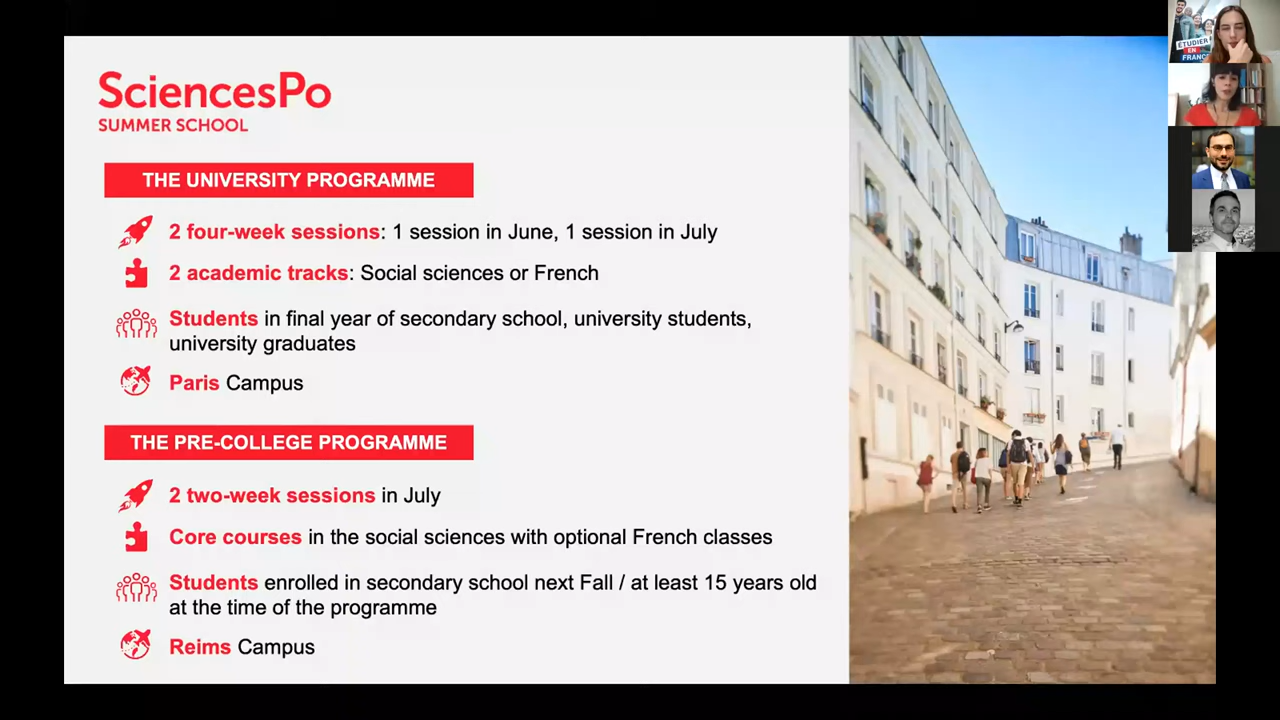 SciencesPo
SUMMER SCHOOL
THE UNIVERSITY PROGRAMME
2 four-week sessions: 1 session in June, 1 session in July
2 academic tracks: Social sciences or French
Students in final year of secondary school, university students,
university graduates
Paris Campus
THE PRE-COLLEGE PROGRAMME
2 two-week sessions in July
Core courses in the social sciences with optional French classes
Students enrolled in secondary school next Fall / at least 15 years old
at the time of the programme
Reims Campus
ÉTUDIER
EN
FRANCE